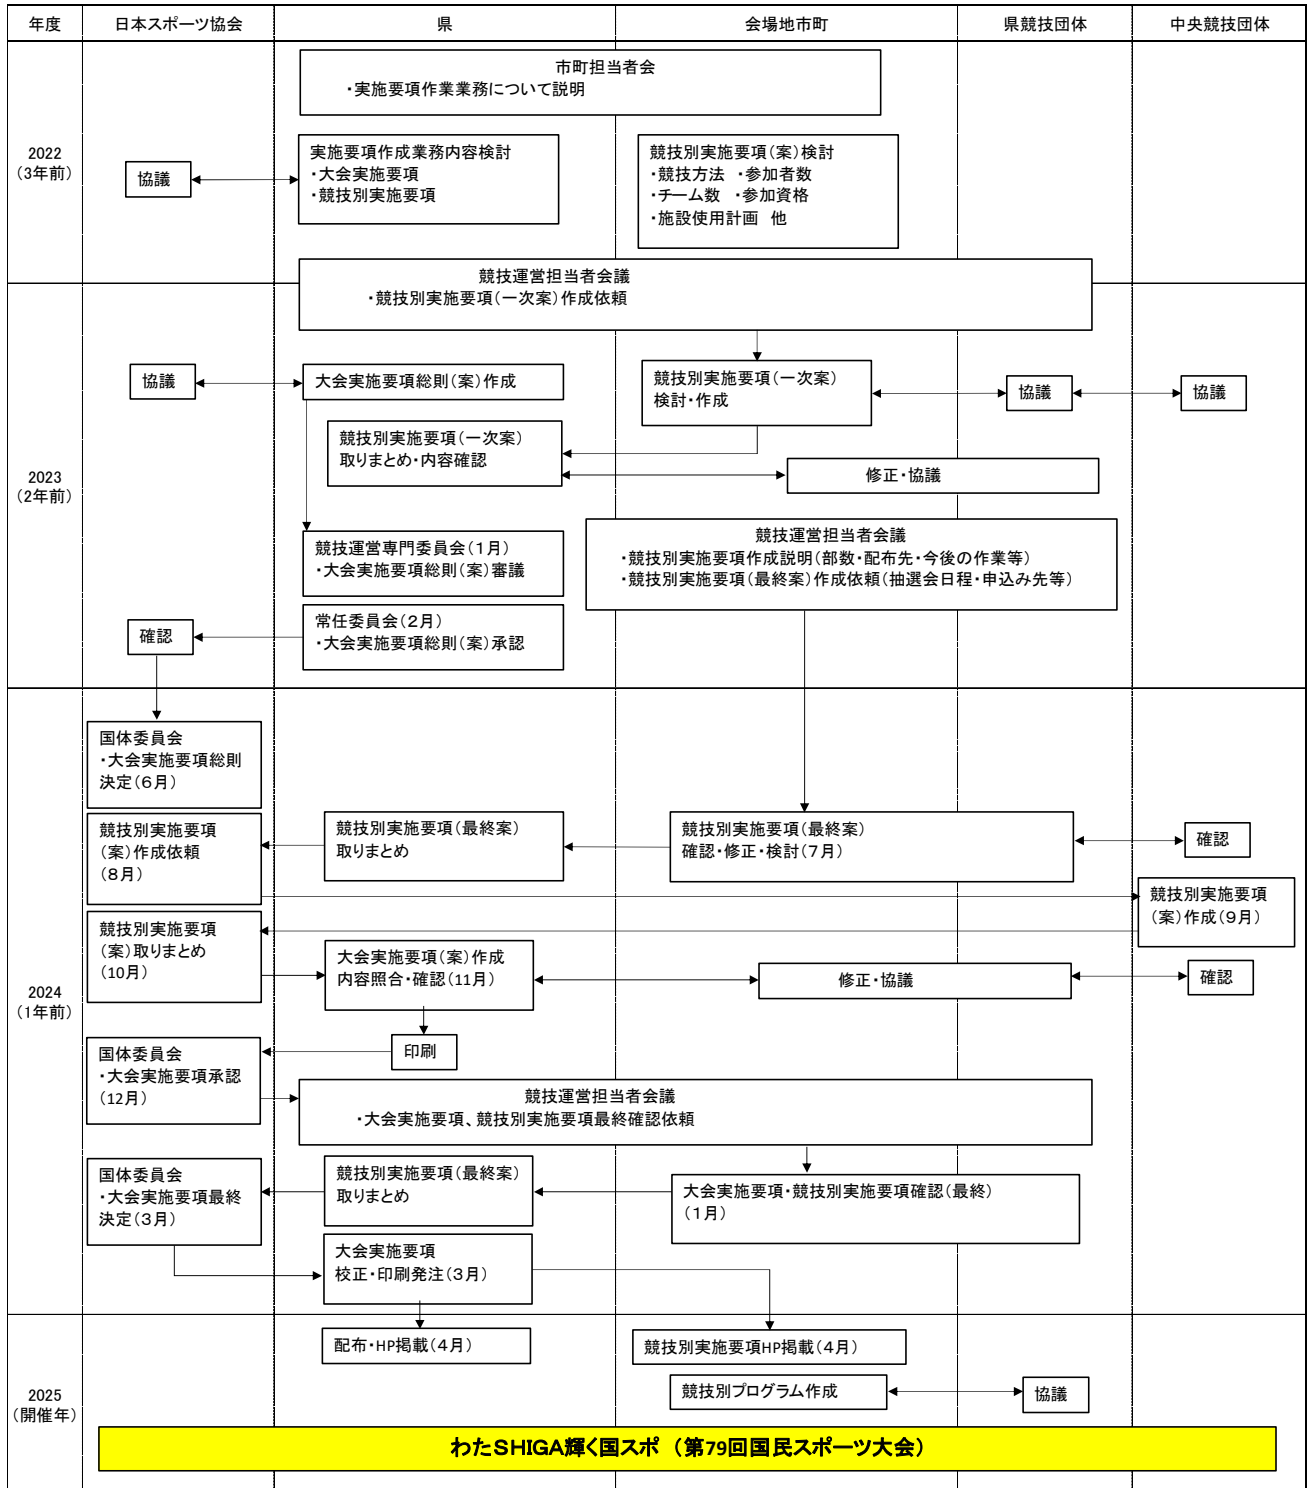 年度
日本スポーツ協会
県
会場地市町
県競技団体
中央競技団体
2022
(3年前)
市町担当者会
・実施要項作業業務について説明
協議
実施要項作成業務内容検討
・大会実施要項
・競技別実施要項
競技別実施要項(案)検討
・競技方法 ・参加者数
・チーム数 ・参加資格
・施設使用計画 他
競技運営担当者会議
・競技別実施要項(一次案)作成依頼
2023
(2年前)
協議
大会実施要項総則(案)作成
競技別実施要項(一次案)
検討・作成
協議
協議
競技別実施要項(一次案)
取りまとめ・内容確認
修正・協議
競技運営専門委員会(1月)
・大会実施要項総則(案)審議
競技運営担当者会議
・競技別実施要項作成説明(部数・配布先・今後の作業等)
・競技別実施要項(最終案)作成依頼(抽選会日程・申込み先等)
確認
常任委員会(2月)
・大会実施要項総則(案)承認
2024
(1年前)
国体委員会
・大会実施要項総則
決定(6月)
競技別実施要項
(案)作成依頼
(8月)
競技別実施要項(最終案)
取りまとめ
競技別実施要項(最終案)
確認・修正・検討(7月)
確認
競技別実施要項
(案)作成(9月)
競技別実施要項
(案)取りまとめ
(10月)
大会実施要項(案)作成
内容照合・確認(11月)
修正・協議
確認
印刷
国体委員会
・大会実施要項承認
(12月)
競技運営担当者会議
・大会実施要項、競技別実施要項最終確認依頼
国体委員会
・大会実施要項最終
決定(3月)
競技別実施要項(最終案)
取りまとめ
大会実施要項・競技別実施要項確認(最終)
(1月)
大会実施要項
校正・印刷発注(3月)
2025
(開催年)
配布・HP掲載(4月)
競技別実施要項HP掲載(4月)
競技別プログラム作成
協議
わたSHIGA輝く国スポ (第79回国民スポーツ大会)